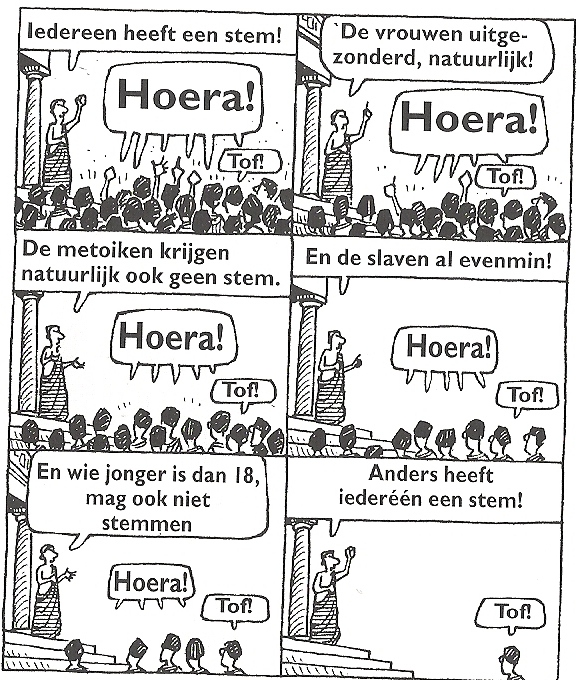 Iedereen heeft een stem!
Hoera!
Tof!
De vrouwen uitge-
zonderd, natuurlijk!
Hoera!
Tof!
De metoiken krijgen
natuurlijk ook geen stem.
Hoera!
Tof!
En de slaven al evenmin!
Hoera!
Tof!
En wie jonger is dan 18,
mag ook niet
stemmen
Hoera!
Tof!
Anders heeft
iederéén een stem!
Tof!